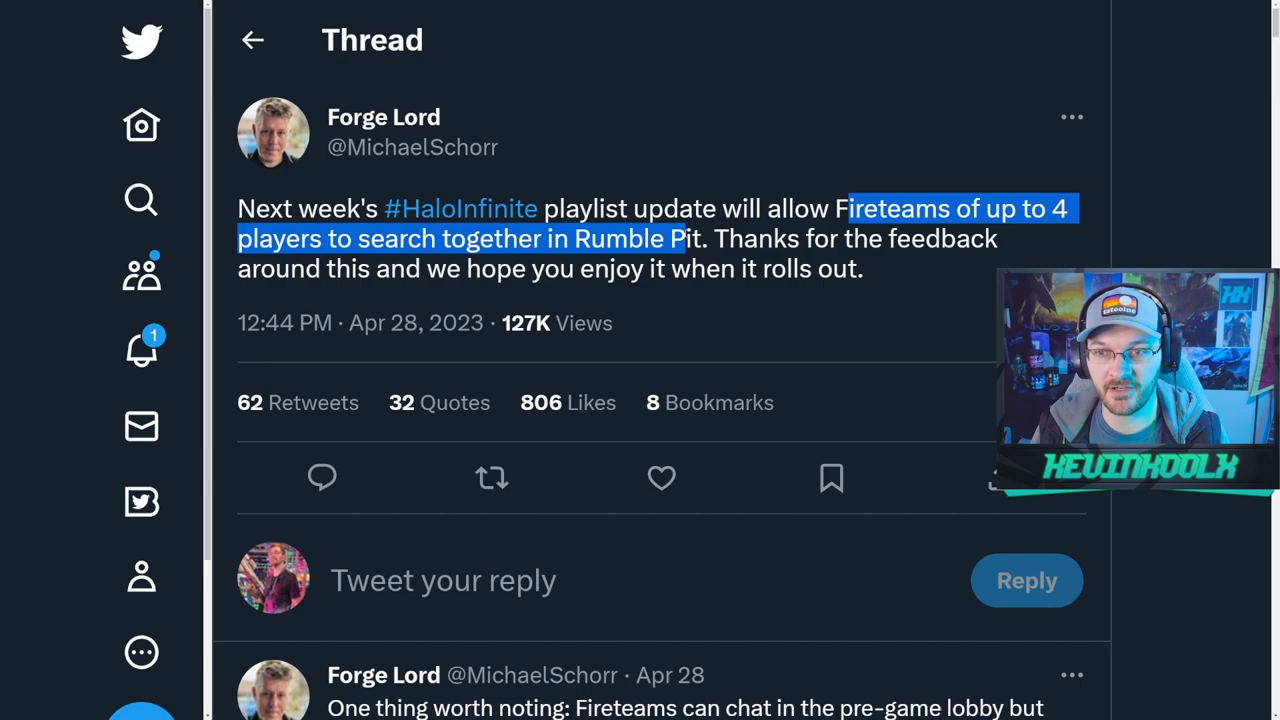 Thread
Forge Lord
@MichaelSchorr
Next week's #HaloInfinite playlist update will allow Fireteams of up to 4
players to search together in Rumble Pit. Thanks for the feedback
around this and we hope you enjoy it when it rolls out.
12:44 PM · Apr 28, 2023 · 127K Views
62 Retweets 32 Quotes 806 Likes 8 Bookmarks
1
KEVINKOOLX
Tweet your reply
Reply
Forge Lord @MichaelSchorr · Apr 28
One thing worth noting: Fireteams can chat in the pre-game lobby but